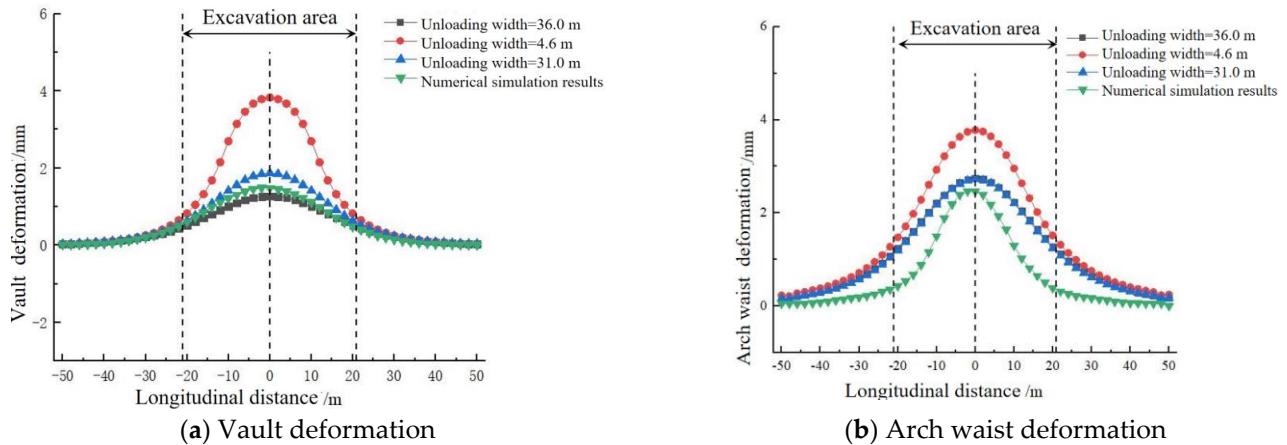 Excavation area
Unloading width=36.0 m
Unloading width=4.6 m
Unloading width=31.0 m
Numerical simulation results
Vault deformation/mm
6
4
2
0
−2
−50 −40 −30 −20 −10 0 10 20 30 40 50
Longitudinal distance /m
(a) Vault deformation
Excavation area
Unloading width=36.0 m
Unloading width=4.6 m
Unloading width=31.0 m
Numerical simulation results
Arch waist deformation/mm
6
4
2
0
-50 -40 -30 -20 -10 0 10 20 30 40 50
Longitudinal distance /m
(b) Arch waist deformation